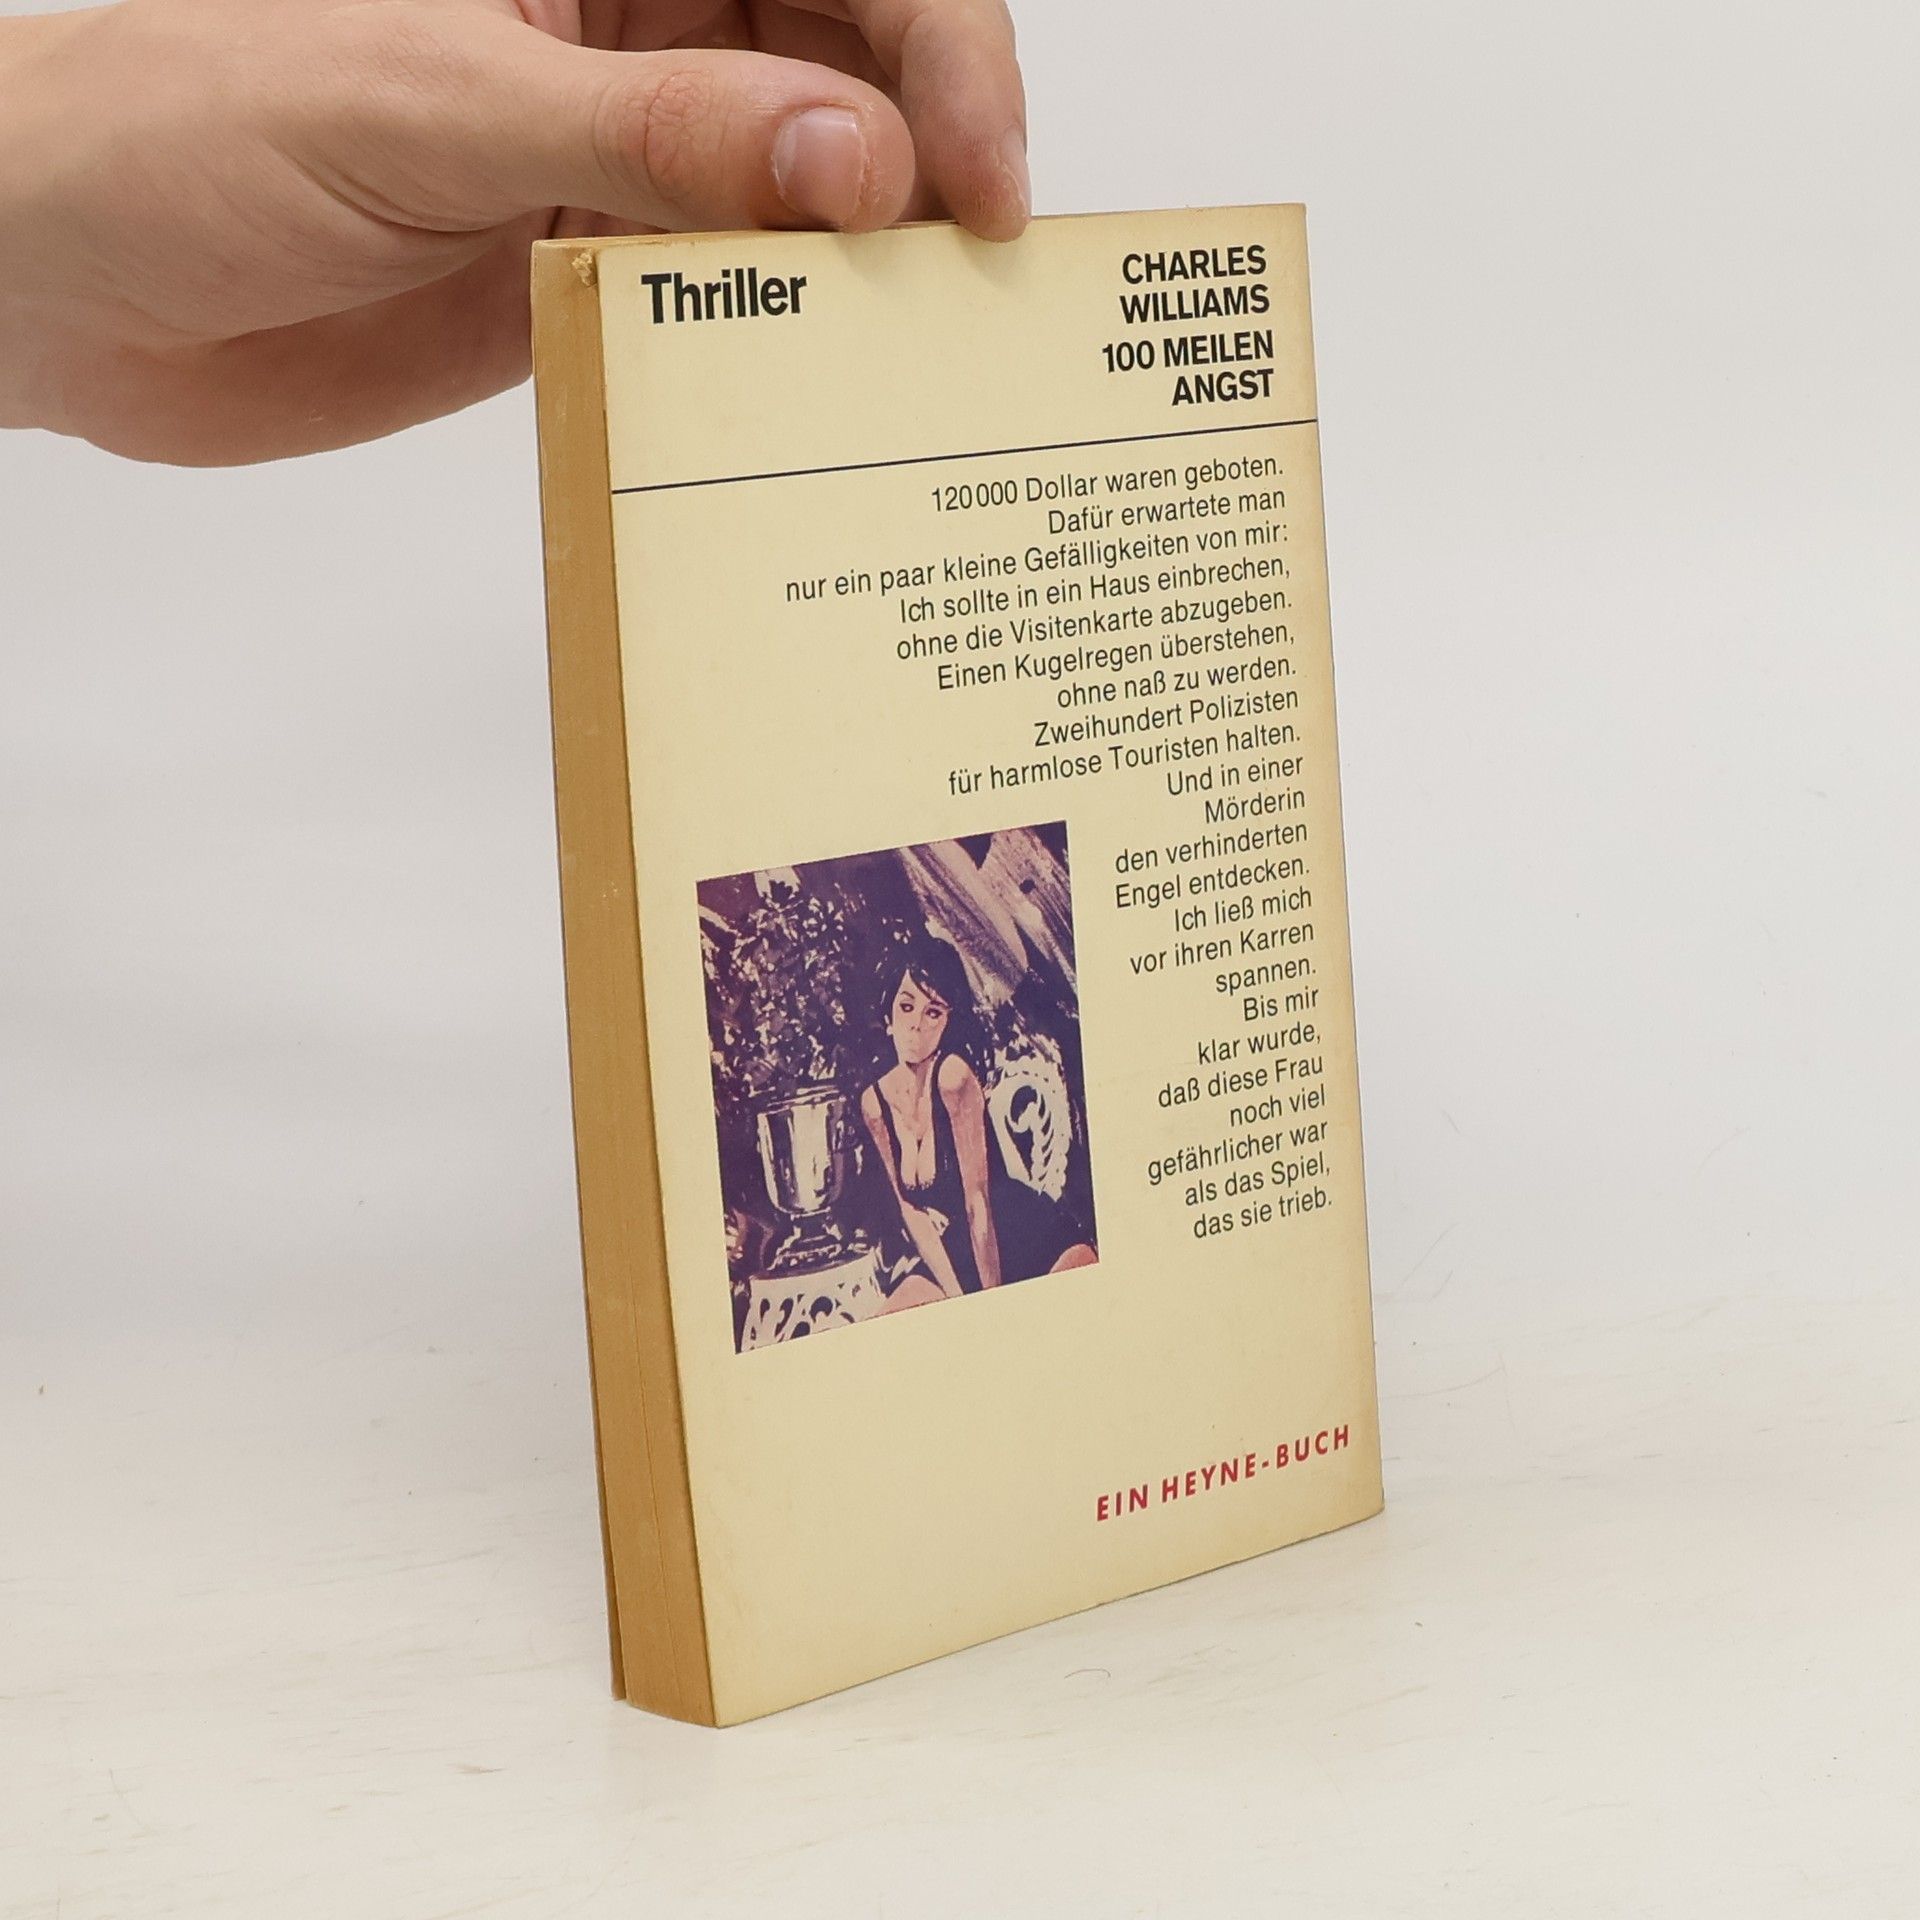 Thriller
CHARLES
WILLIAMS
100 MEILEN
ANGST
120 000 Dollar waren geboten.
Dafür erwartete man
nur ein paar kleine Gefälligkeiten von mir:
Ich sollte in ein Haus einbrechen,
ohne die Visitenkarte abzugeben.
Einen Kugelregen überstehen,
ohne naß zu werden.
Zweihundert Polizisten
für harmlose Touristen halten.
Und in einer
Mörderin
den verhinderten
Engel entdecken.
Ich ließ mich
vor ihren Karren
spannen.
Bis mir
klar wurde,
daß diese Frau
noch viel
gefährlicher war
als das Spiel,
das sie trieb.
EIN HEYNE-BUCH